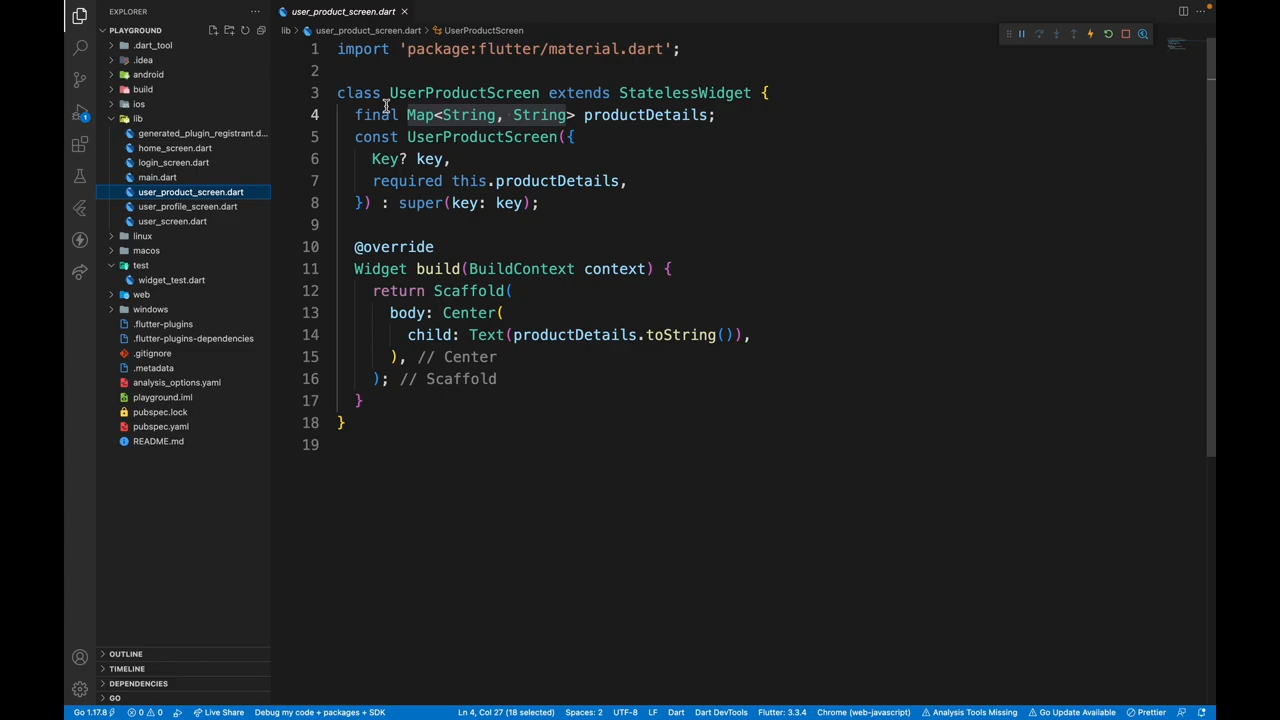 EXPLORER
PLAYGROUND
.dart_tool
.idea
android
build
ios
lib
generated_plugin_registrant.d...
home_screen.dart
login_screen.dart
main.dart
user_product_screen.dart
user_profile_screen.dart
user_screen.dart
linux
macos
test
widget_test.dart
web
windows
.flutter-plugins
.flutter-plugins-dependencies
.gitignore
.metadata
analysis_options.yaml
playground.iml
pubspec.lock
pubspec.yaml
README.md
OUTLINE
TIMELINE
DEPENDENCIES
GO
1
user_product_screen.dart
lib > user_product_screen.dart > UserProductScreen
1 import 'package:flutter/material.dart';
2
3 class UserProductScreen extends StatelessWidget {
4 final Map<String, String> productDetails;
5 const UserProductScreen({
6 Key? key,
7 required this.productDetails,
8 }) : super(key: key);
9
10 @override
11 Widget build(BuildContext context) {
12 return Scaffold(
13 body: Center(
14 child: Text(productDetails.toString()),
15 ), // Center
16 ); // Scaffold
17 }
18 }
19
Go 1.17.8 0 0 Live Share Debug my code + packages + SDK Ln 4, Col 27 (18 selected) Spaces: 2 UTF-8 LF Dart Dart DevTools Flutter: 3.3.4 Chrome (web-javascript) Analysis Tools Missing Go Update Available Prettier